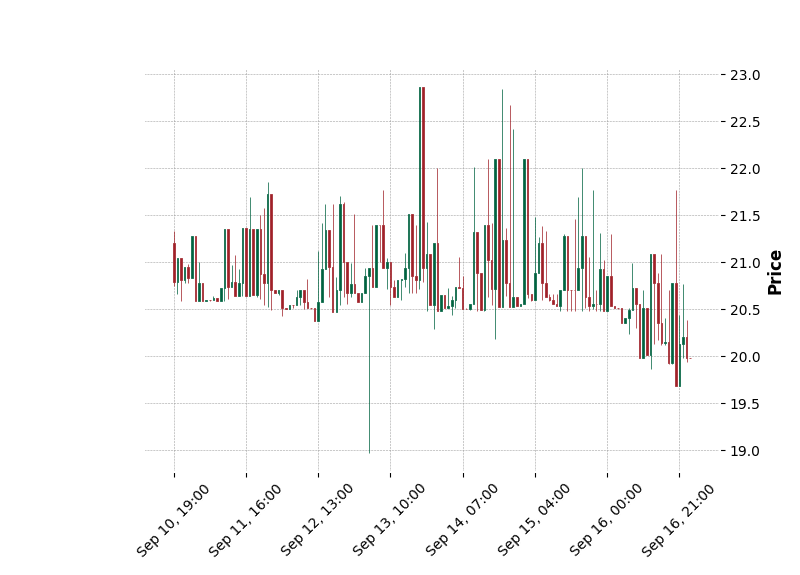 23.0
22.5
22.0
21.5
21.0
20.5
20.0
19.5
19.0
Price
Sep 10, 19:00
Sep 11, 16:00
Sep 12, 13:00
Sep 13, 10:00
Sep 14, 07:00
Sep 15, 04:00
Sep 16, 00:00
Sep 16, 21:00